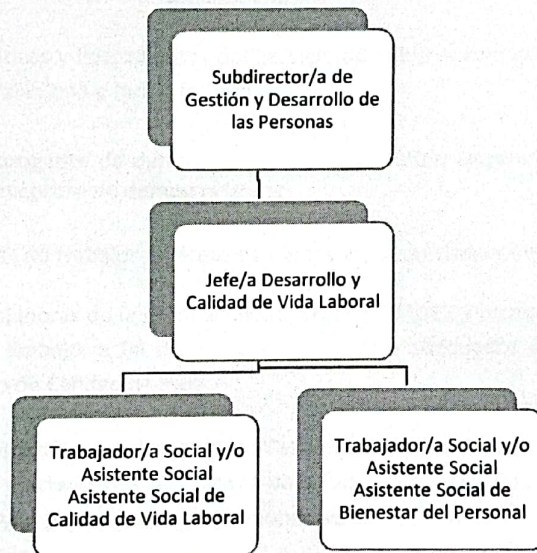 Subdirector/a de
Gestión y Desarrollo de
las Personas
Jefe/a Desarrollo y
Calidad de Vida Laboral
Trabajador/a Social y/o
Asistente Social
Asistente Social de
Calidad de Vida Laboral
Trabajador/a Social y/o
Asistente Social
Asistente Social de
Bienestar del Personal